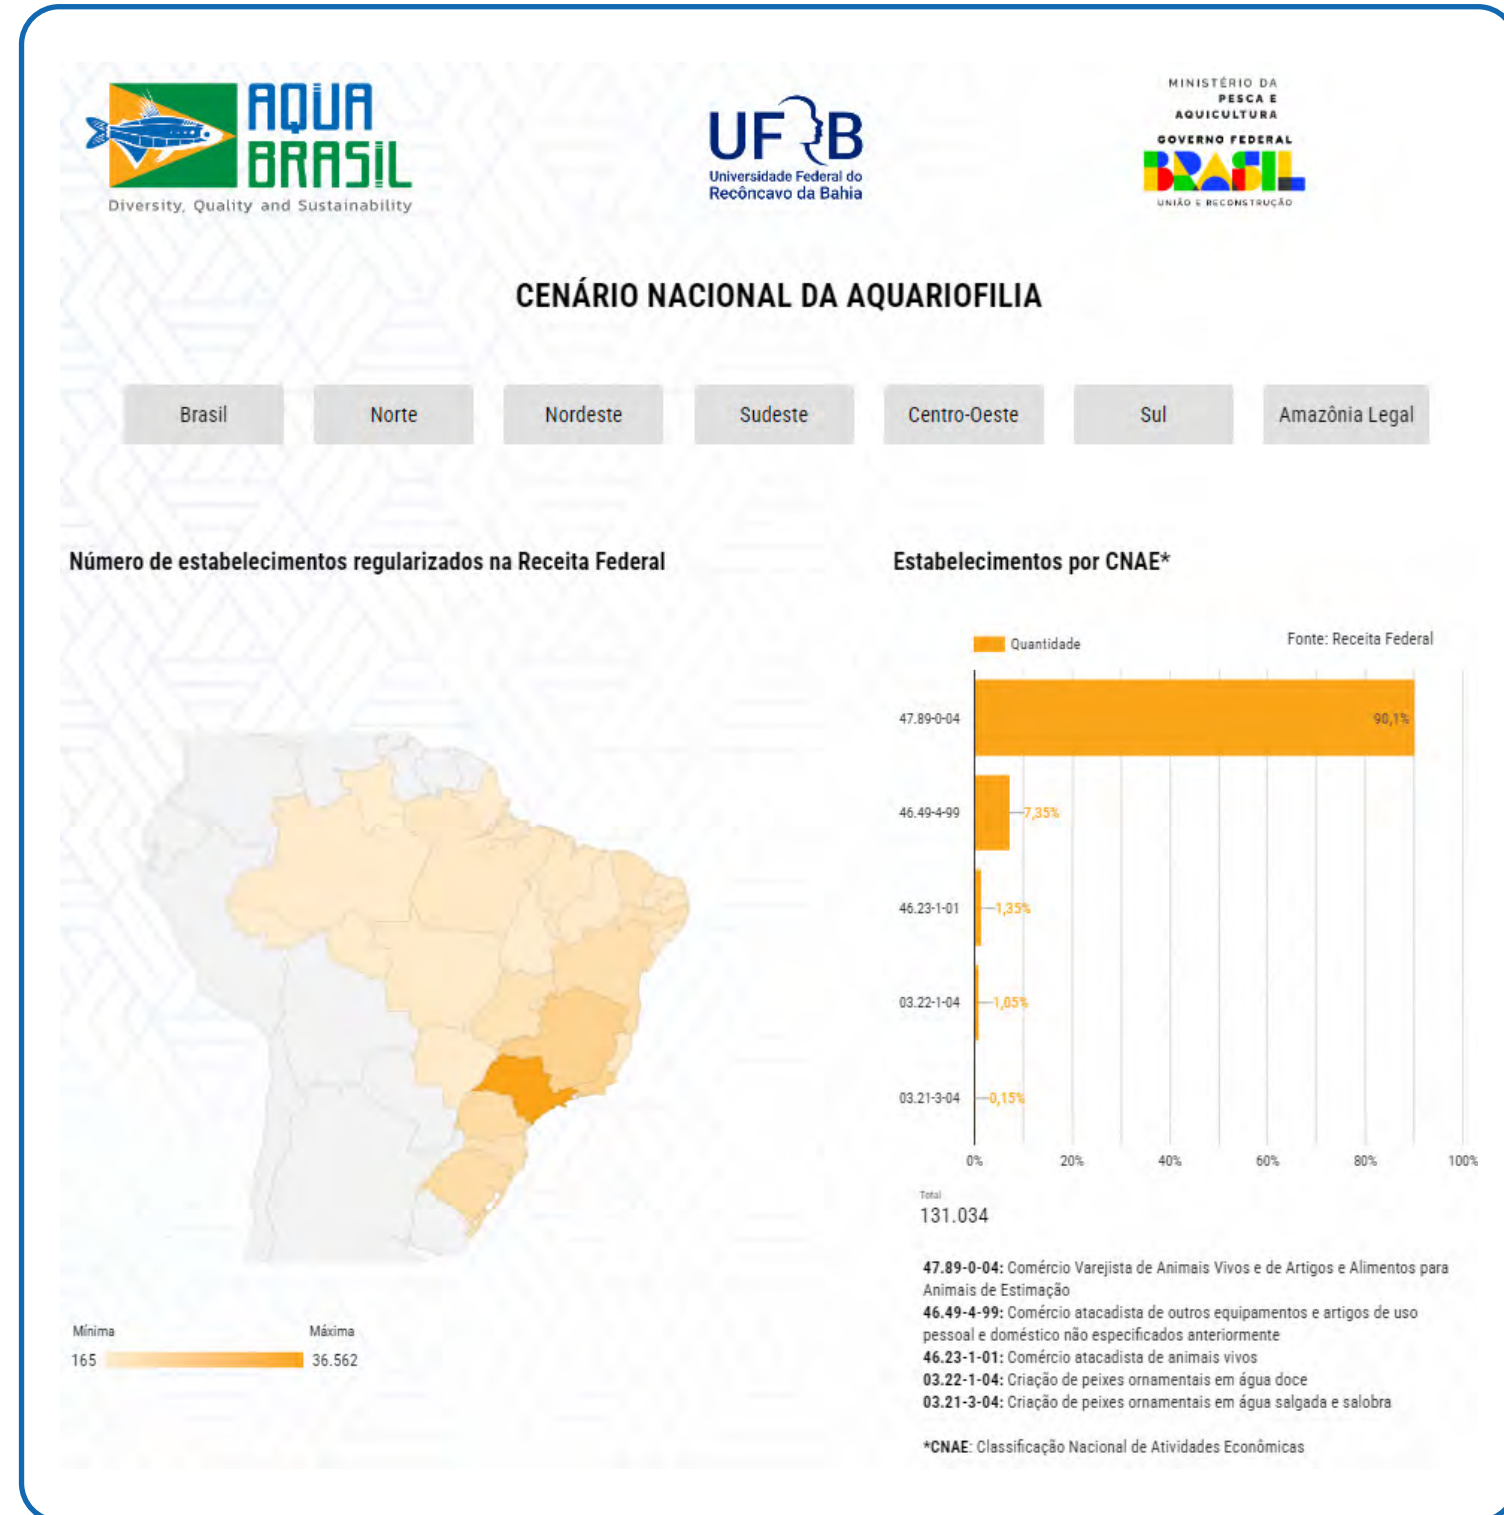 AQUA
BRASIL
Diversity, Quality and Sustainability
UFRB
Universidade Federal do
Recôncavo da Bahia
MINISTÉRIO DA
PESCA E
AQUICULTURA
GOVERNO FEDERAL
BRASIL
UNIÃO E RECONSTRUÇÃO
CENÁRIO NACIONAL DA AQUARIOFILIA
Brasil
Norte
Nordeste
Sudeste
Centro-Oeste
Sul
Amazônia Legal
Número de estabelecimentos regularizados na Receita Federal
Mínima
Máxima
165
36.562
Estabelecimentos por CNAE*
Quantidade
Fonte: Receita Federal
47.89-0-04
90,1%
46.49-4-99
7,35%
46.23-1-01
1,35%
03.22-1-04
1,05%
03.21-3-04
0,15%
0%
20%
40%
60%
80%
100%
Total
131.034
47.89-0-04: Comércio Varejista de Animais Vivos e de Artigos e Alimentos para
Animais de Estimação
46.49-4-99: Comércio atacadista de outros equipamentos e artigos de uso
pessoal e doméstico não especificados anteriormente
46.23-1-01: Comércio atacadista de animais vivos
03.22-1-04: Criação de peixes ornamentais em água doce
03.21-3-04: Criação de peixes ornamentais em água salgada e salobra
*CNAE: Classificação Nacional de Atividades Econômicas